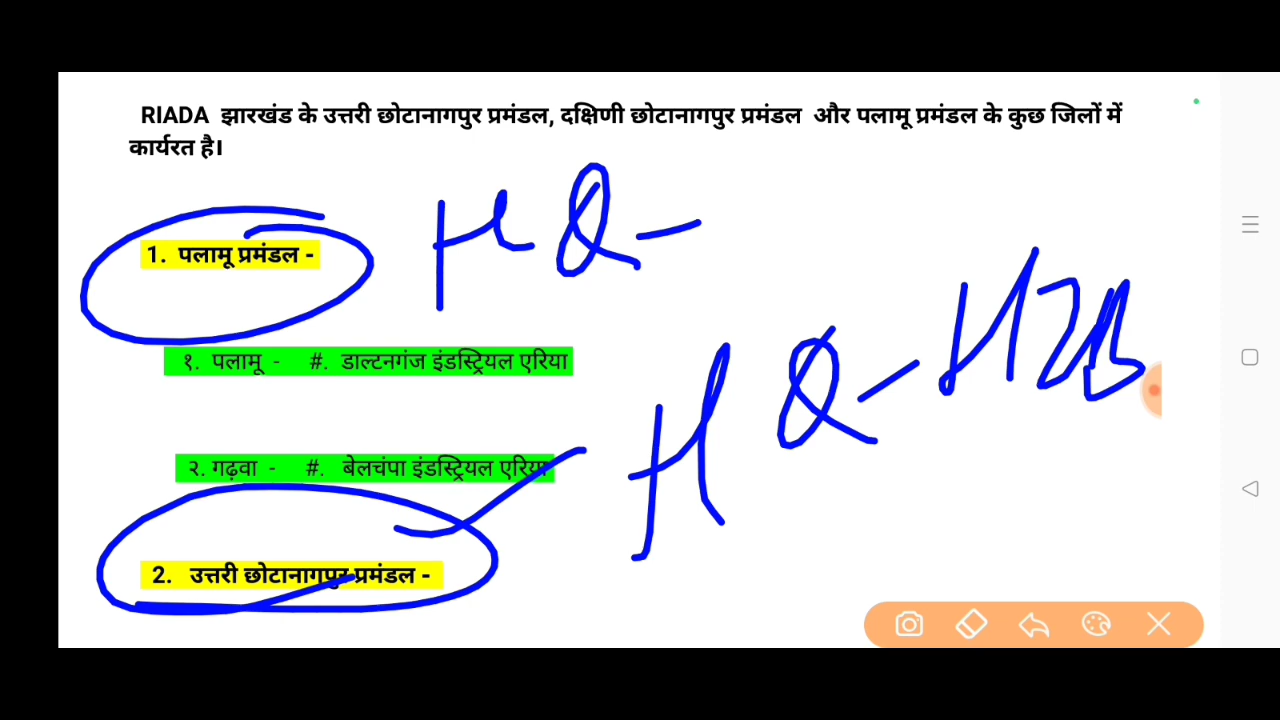 RIADA झारखंड के उत्तरी छोटानागपुर प्रमंडल, दक्षिणी छोटानागपुर प्रमंडल और पलामू प्रमंडल के कुछ जिलों में
कार्यरत है।
HQ-
1. पलामू प्रमंडल -
HQ - HZB
१. पलामू - #. डाल्टनगंज इंडस्ट्रियल एरिया
२. गढ़वा - #. बेलचंपा इंडस्ट्रियल एरिया
2. उत्तरी छोटानागपुर प्रमंडल -